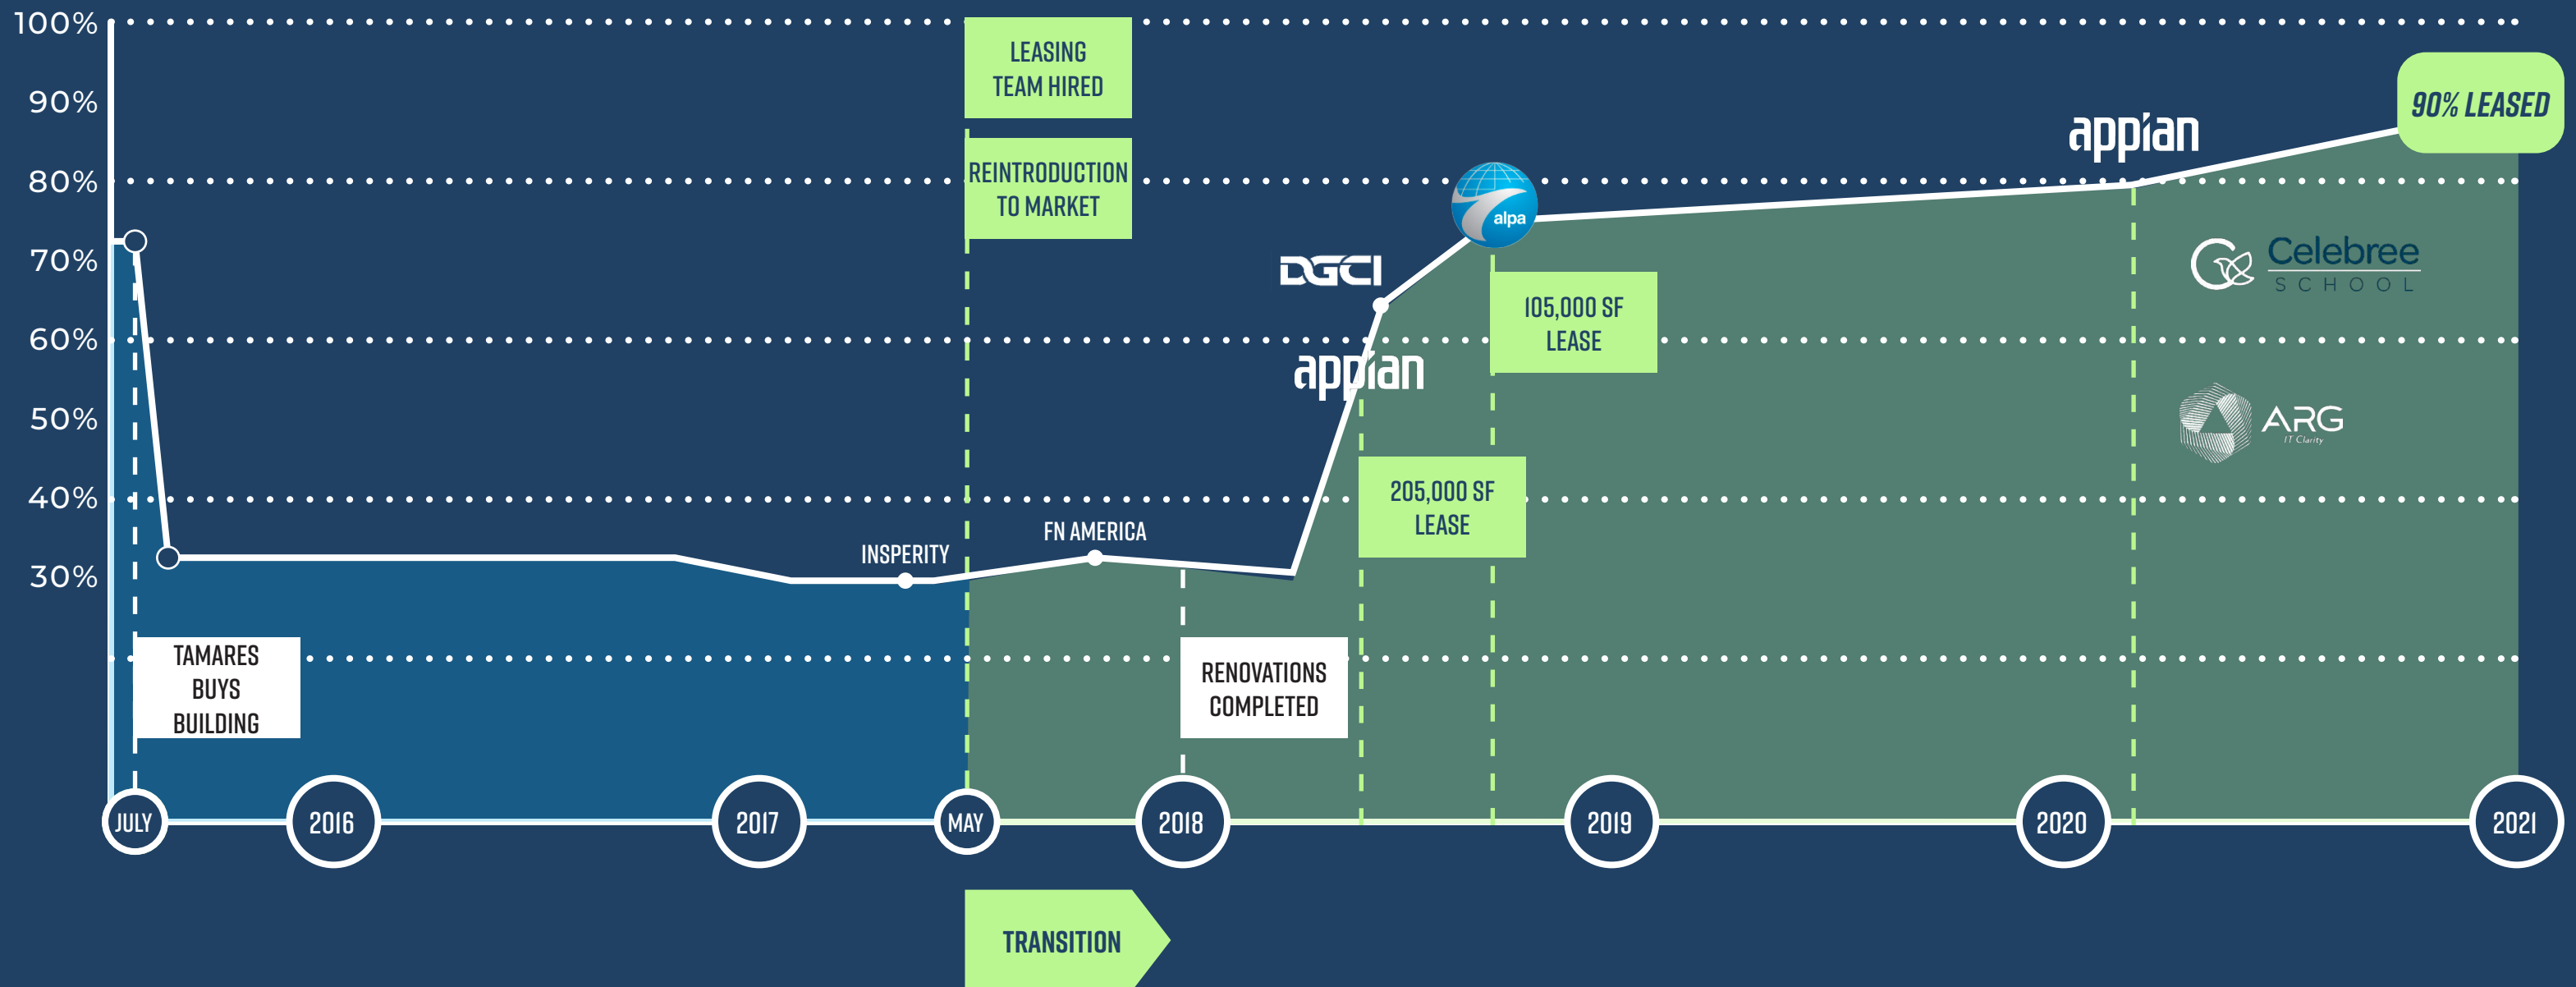 100%
90%
80%
70%
60%
50%
40%
30%
LEASING
TEAM HIRED
REINTRODUCTION
TO MARKET
90% LEASED
appian
alpa
DGCI
105,000 SF
LEASE
Celebree
SCHOOL
appian
ARG
IT Clarity
205,000 SF
LEASE
FN AMERICA
INSPERITY
TAMARES
BUYS
BUILDING
RENOVATIONS
COMPLETED
JULY
2016
2017
MAY
2018
2019
2020
2021
TRANSITION